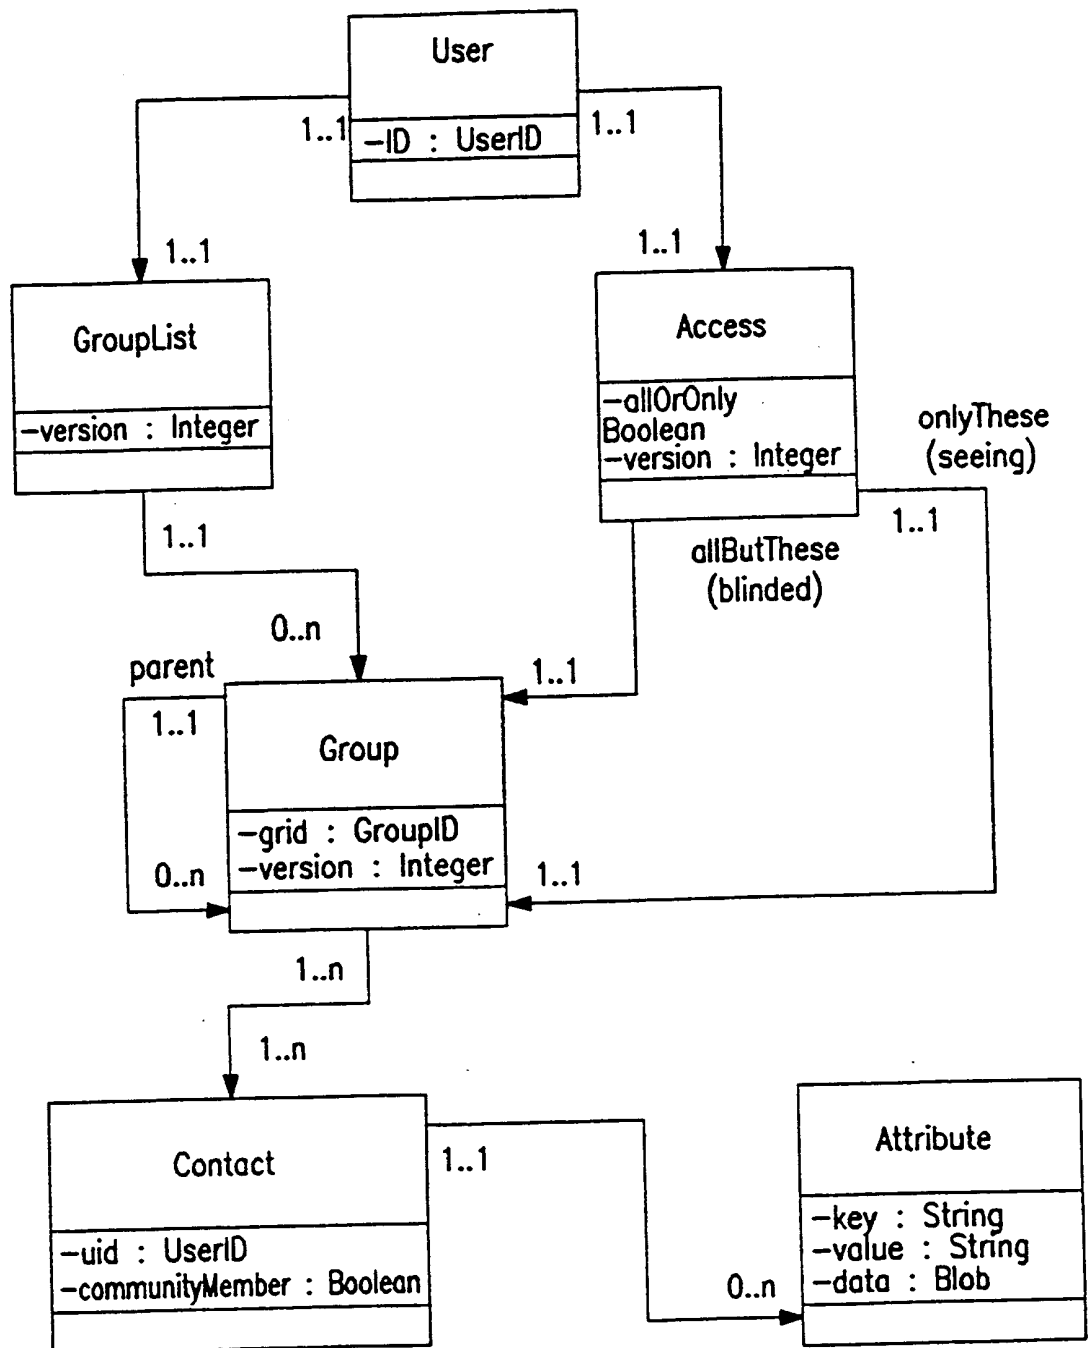 User
1..1
-ID : UserID
1..1
1..1
1..1
GroupList
-version : Integer
Access
-allOrOnly
Boolean
-version : Integer
onlyThese
(seeing)
1..1
1..1
allButThese
(blinded)
0..n
parent
1..1
1..1
Group
-grid : GroupID
-version : Integer
0..n
1..1
1..n
1..n
Contact
-uid : UserID
-communityMember : Boolean
1..1
Attribute
-key : String
-value : String
-data : Blob
0..n